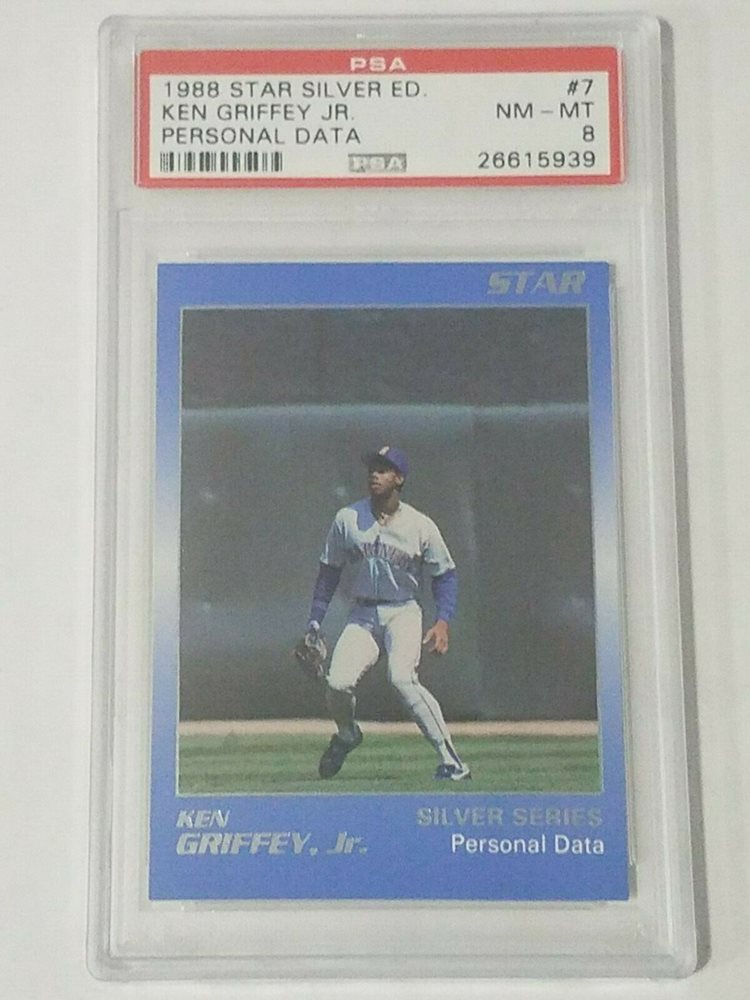 PSA
1988 STAR SILVER ED. #7
KEN GRIFFEY JR. NM - MT
PERSONAL DATA 8
PSA 26615939
STAR
MARINERS
KEN SILVER SERIES
GRIFFEY, Jr. Personal Data